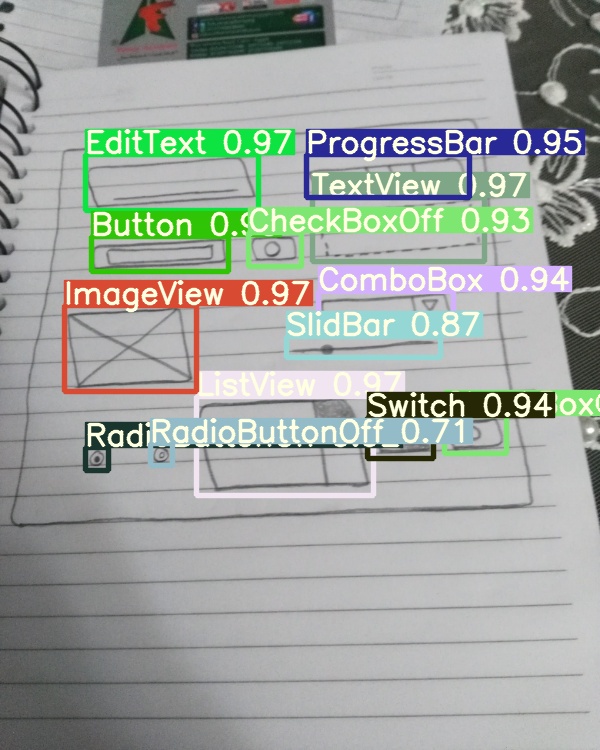 EditText 0.97
ProgressBar 0.95
TextView 0.97
Button 0.9
CheckBoxOff 0.93
ComboBox 0.94
ImageView 0.97
SlidBar 0.87
ListView 0.97
Switch 0.94
Radi
RadioButtonOff 0.71